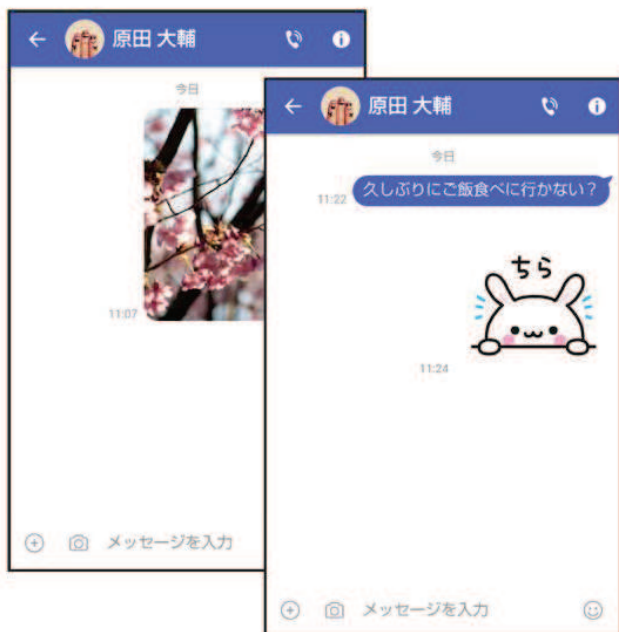 原田 大輔
今日
11:07
メッセージを入力
原田 大輔
今日
久しぶりにご飯食べに行かない？
11:22
ちら
11:24
メッセージを入力